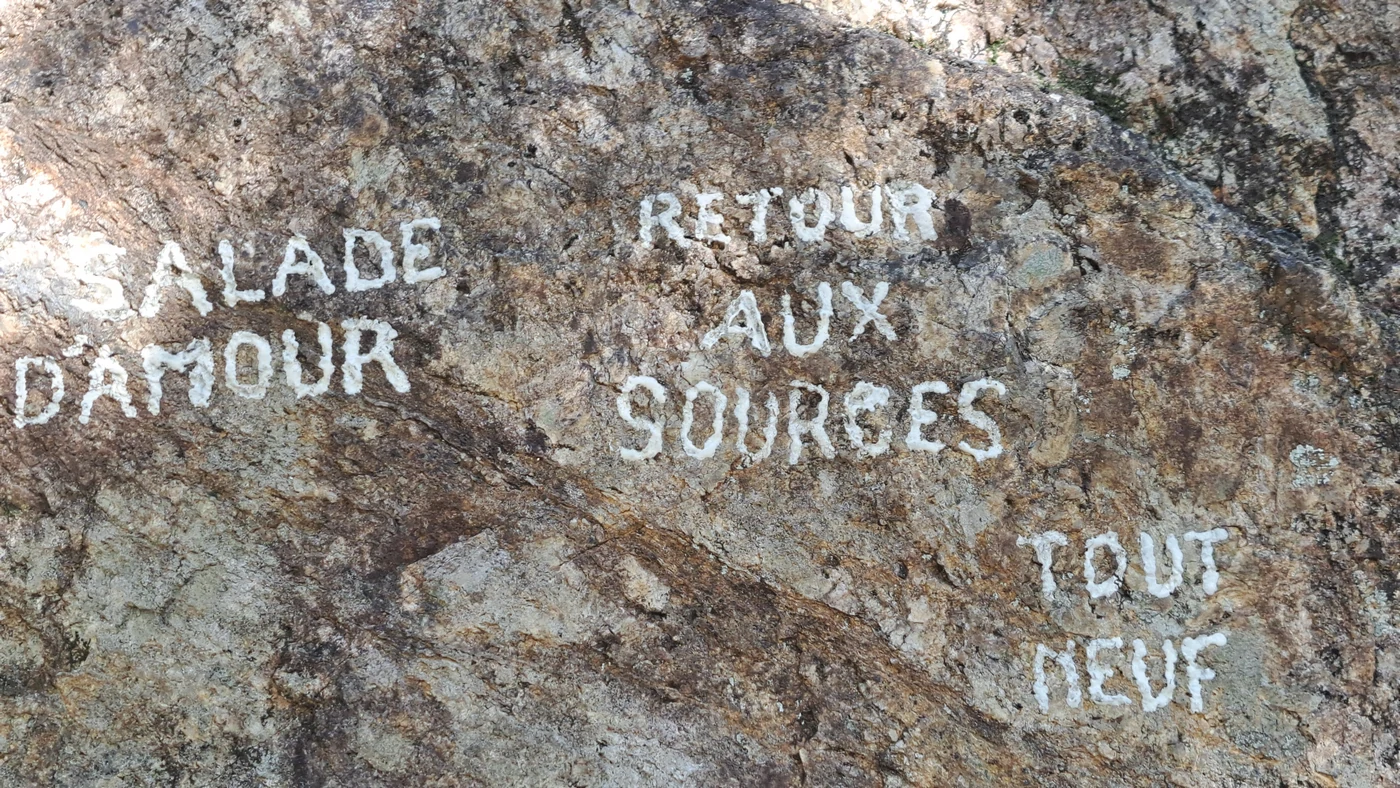 SALADE
D'AMOUR
RETOUR
AUX
SOURCES
TOUT
NEUF